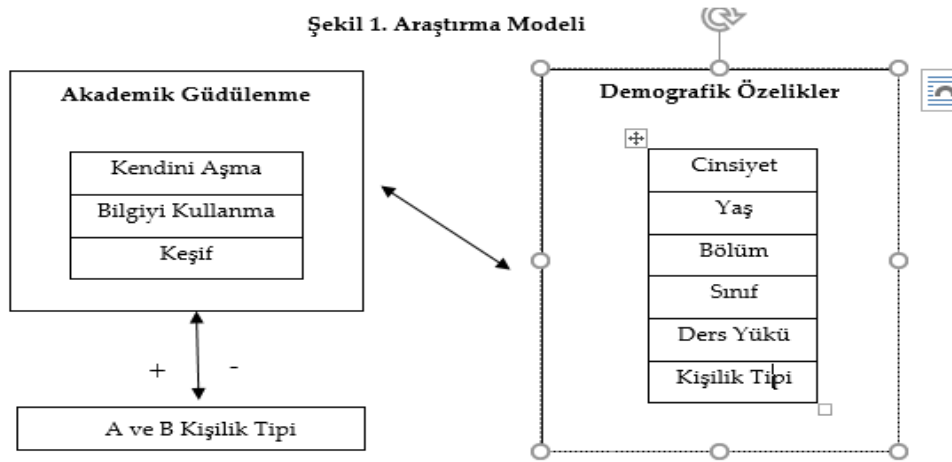 Şekil 1. Araştırma Modeli
Akademik Güdülenme
Kendini Aşma
Bilgiyi Kullanma
Keşif
+ -
A ve B Kişilik Tipi
Demografik Özelikler
Cinsiyet
Yaş
Bölüm
Sınıf
Ders Yükü
Kişilik Tipi